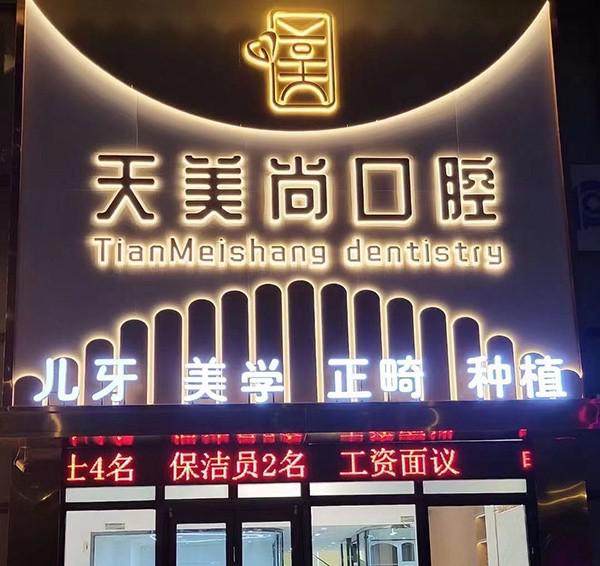 天美尚口腔
TianMeishang dentistry
儿牙 美学 正畸 种植
士4名 保洁员2名 工资面议